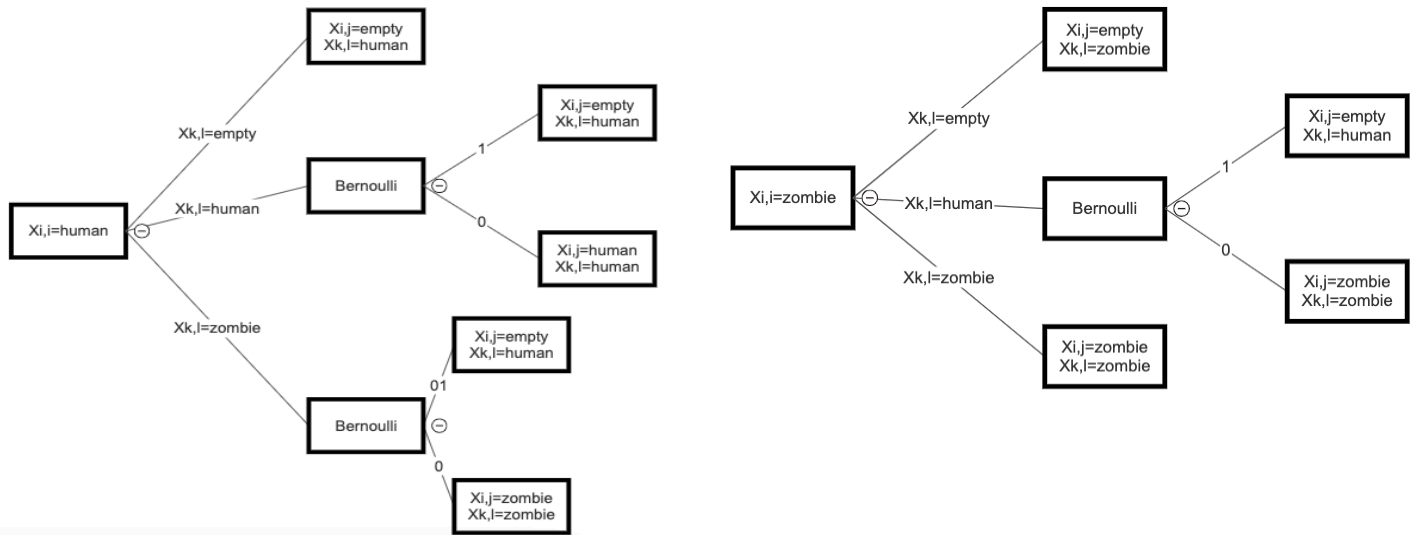 Xi,i=human
Xk,l=empty
Xi,j=empty
Xk,l=human
Xk,l=human
Bernoulli
1
Xi,j=empty
Xk,l=human
0
Xi,j=human
Xk,l=human
Xk,l=zombie
Bernoulli
01
Xi,j=empty
Xk,l=human
0
Xi,j=zombie
Xk,l=zombie
Xi,i=zombie
Xk,l=empty
Xi,j=empty
Xk,l=zombie
Xk,l=human
Bernoulli
1
Xi,j=empty
Xk,l=human
0
Xi,j=zombie
Xk,l=zombie
Xk,l=zombie
Xi,j=zombie
Xk,l=zombie